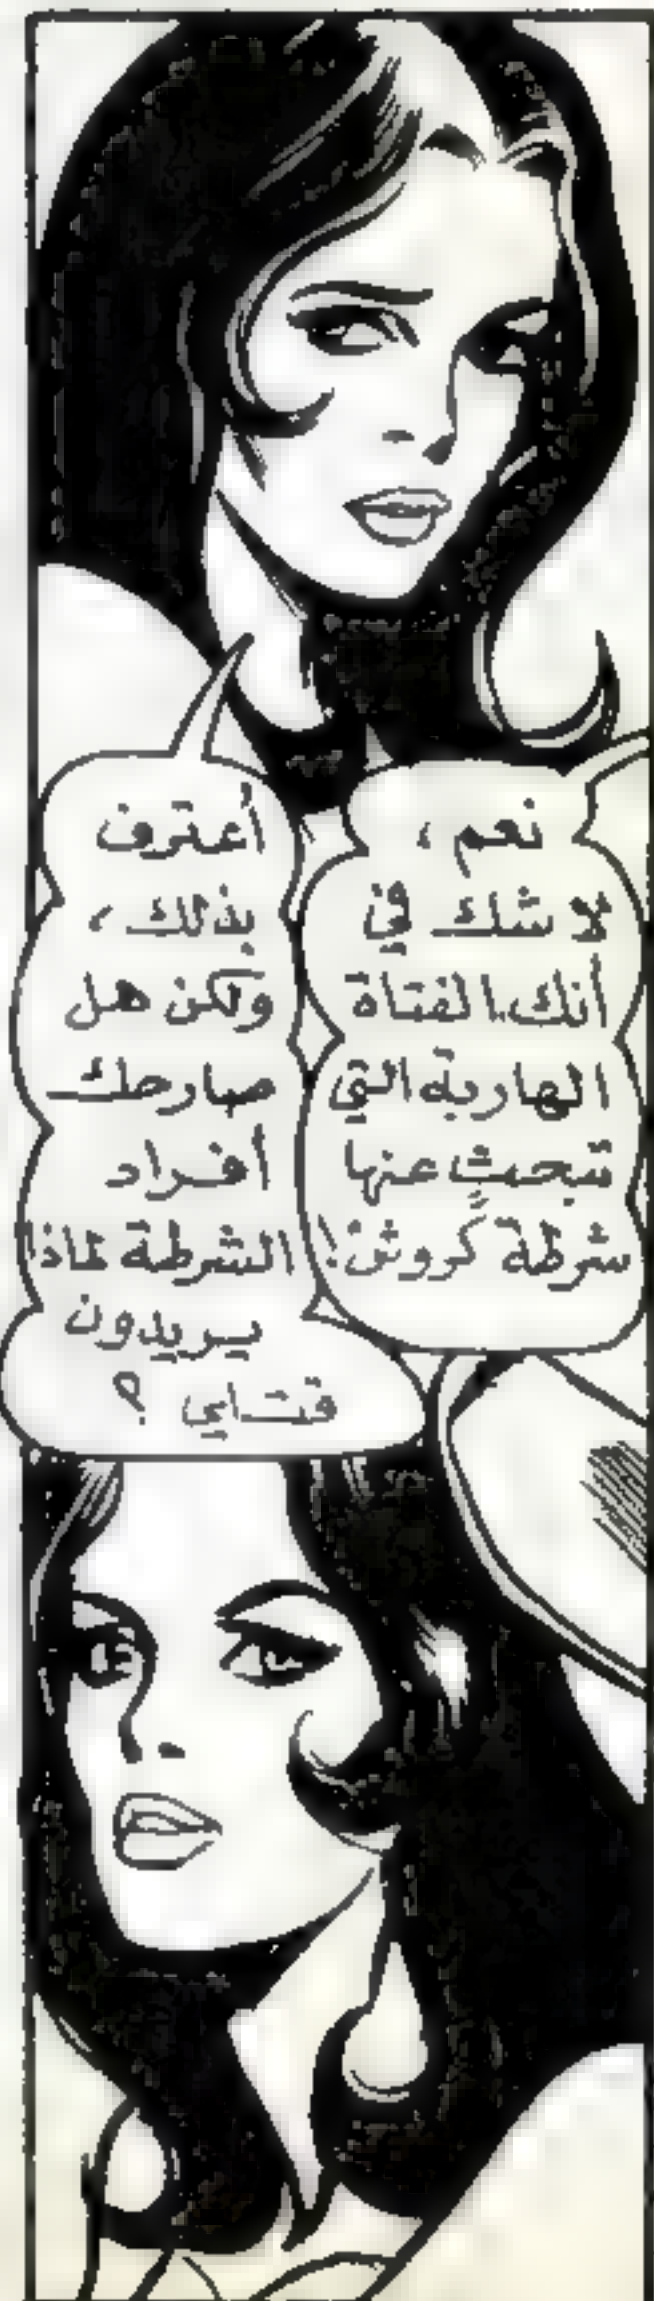 نعم ،
لا شك في
أنك الفتاة
الهاربة التي
تبحث عنها
شرطة كروش !
أعترف
بذلك ،
ولكن هل
صارحك
أفراد
الشرطة لماذا
يريدون
قتلي ؟